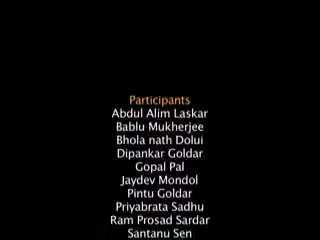 Participants
Abdul Alim Laskar
Bablu Mukherjee
Bhola nath Dolui
Dipankar Goldar
Gopal Pal
Jaydev Mondol
Pintu Goldar
Priyabrata Sadhu
Ram Prosad Sardar
Santanu Sen